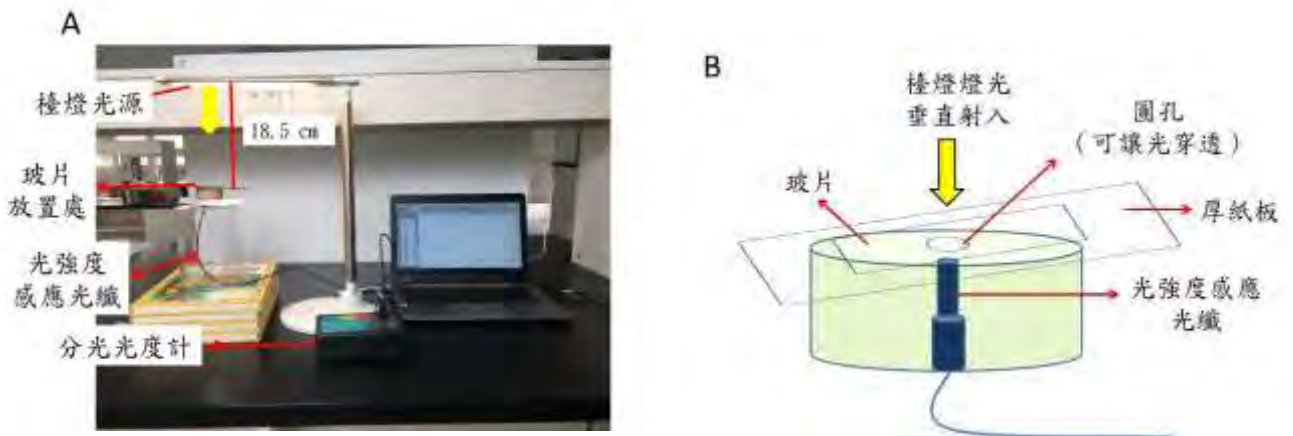 A
檯燈光源
18.5 cm
玻片
放置處
光強度
感應光纖
分光光度計
B
檯燈燈光
垂直射入
圓孔
（可讓光穿透）
玻片
厚紙板
光強度感應
光纖